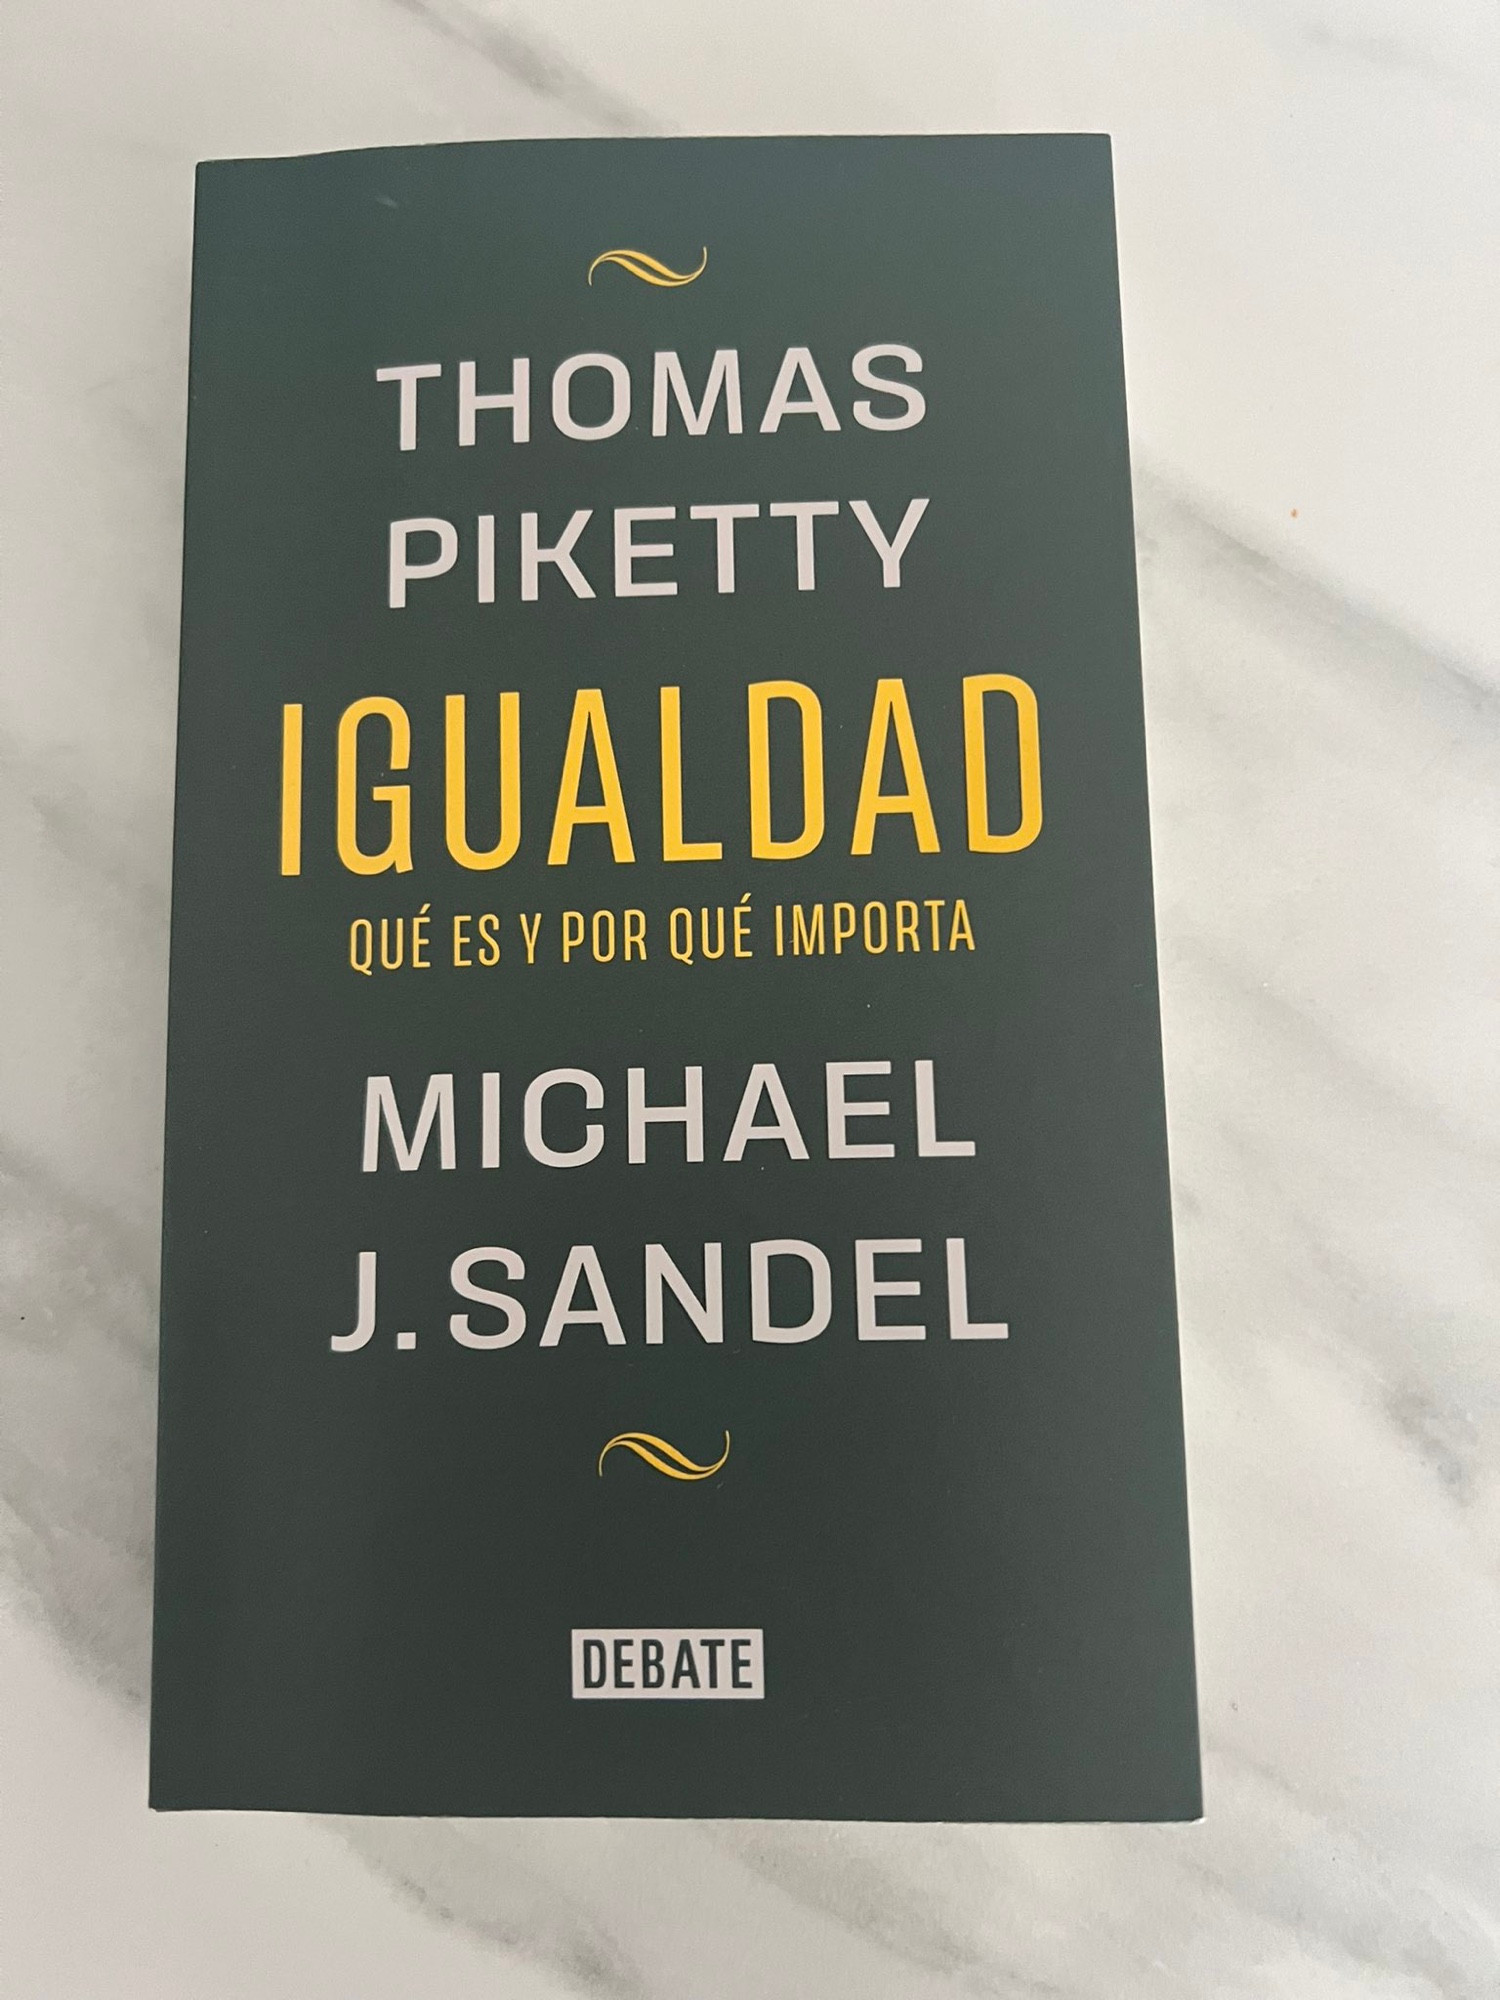 THOMAS
PIKETTY
IGUALDAD
QUÉ ES Y POR QUÉ IMPORTA
MICHAEL
J. SANDEL
DEBATE